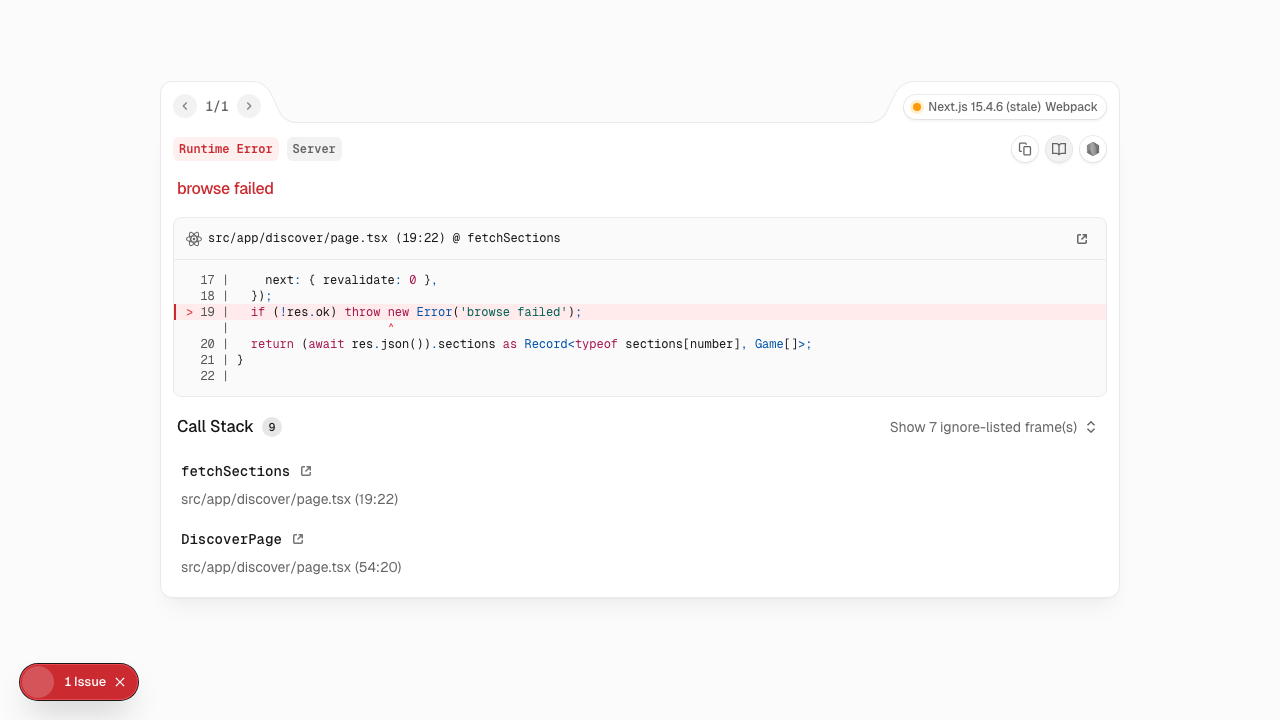 1/1
Next.js 15.4.6 (stale) Webpack
Runtime Error
Server
browse failed
src/app/discover/page.tsx (19:22) @ fetchSections
17 |     next: { revalidate: 0 },
18 |   });
> 19 |   if (!res.ok) throw new Error('browse failed');
|                      ^
20 |   return (await res.json()).sections as Record<typeof sections[number], Game[]>;
21 | }
22 |
Call Stack 9
Show 7 ignore-listed frame(s)
fetchSections
src/app/discover/page.tsx (19:22)
DiscoverPage
src/app/discover/page.tsx (54:20)
1 Issue